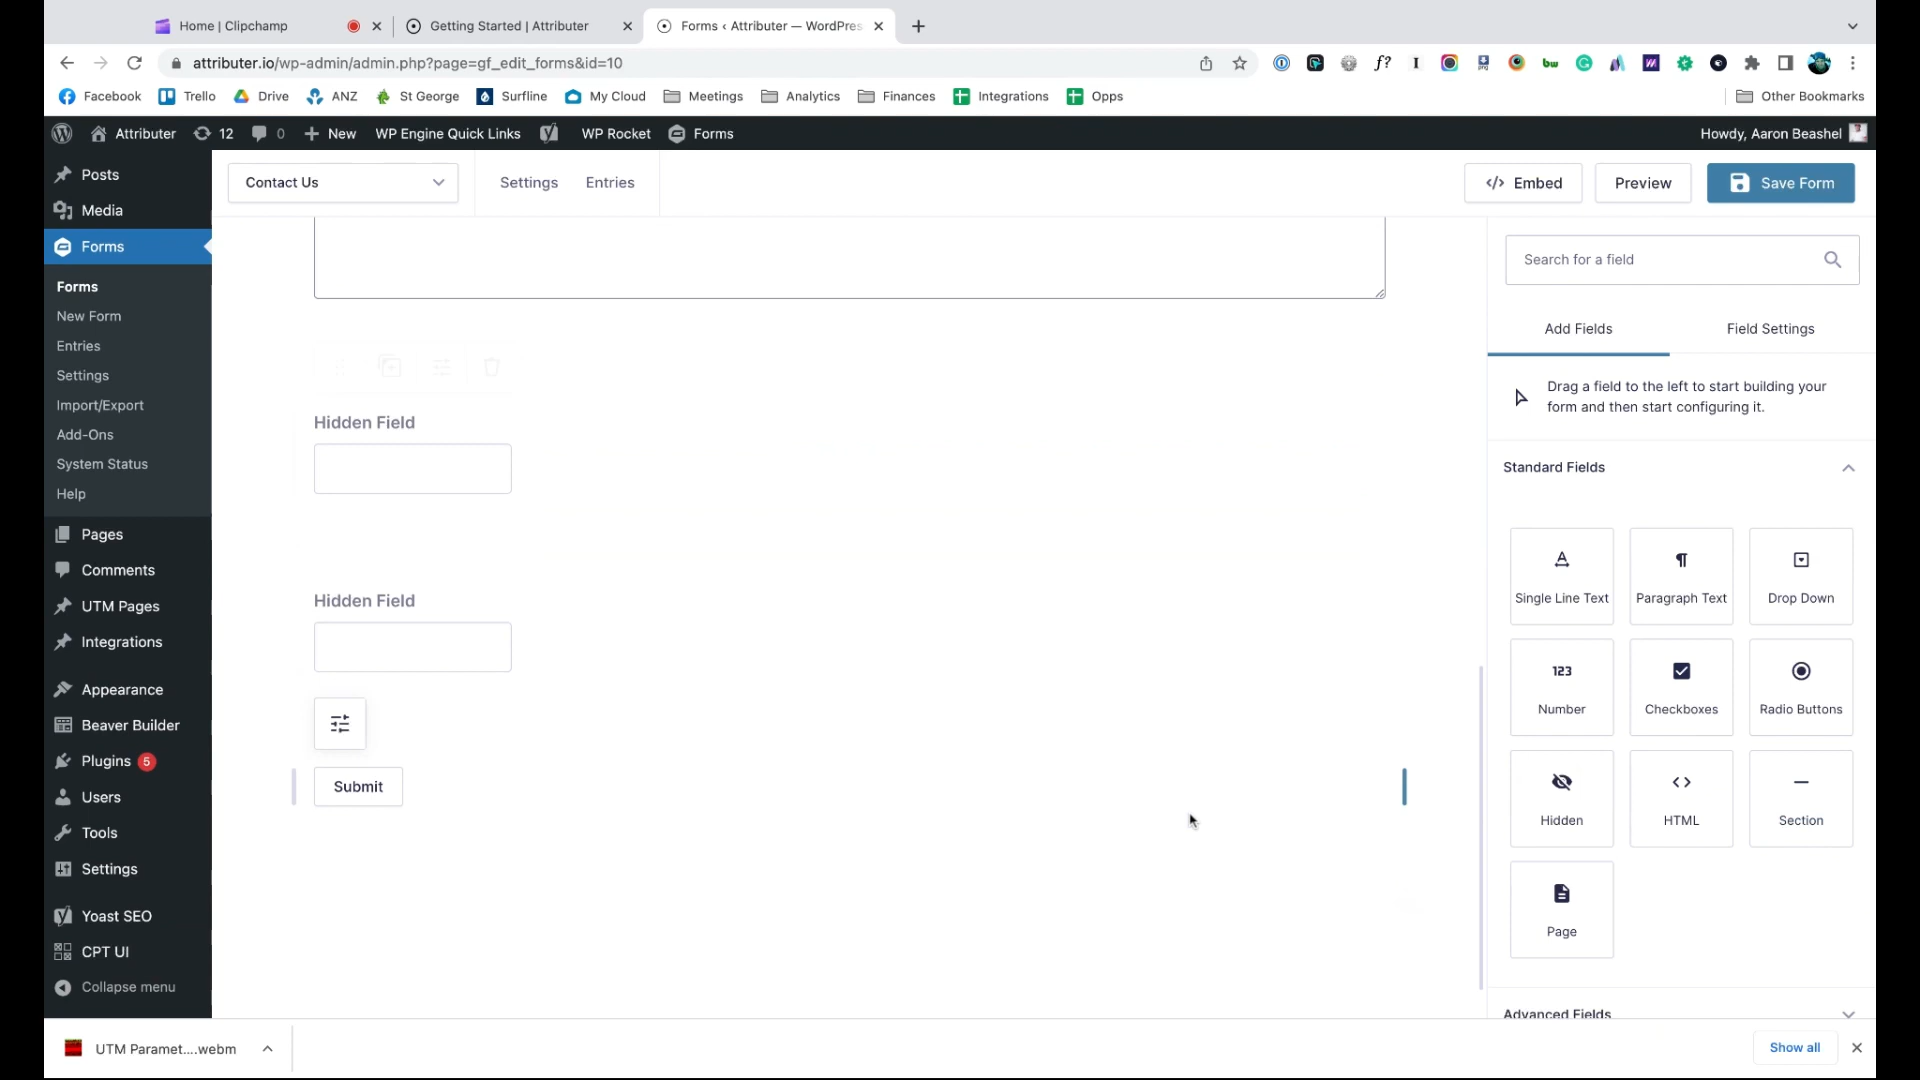 Home | Clipchamp
Getting Started | Attributer
Forms ‹ Attributer — WordPres
attributer.io/wp-admin/admin.php?page=gf_edit_forms&id=10
Facebook
Trello
Drive
ANZ
St George
Surfline
My Cloud
Meetings
Analytics
Finances
Integrations
Opps
Other Bookmarks
Attributer
12
0
New
WP Engine Quick Links
WP Rocket
Forms
Howdy, Aaron Beashel
Posts
Media
Forms
Forms
New Form
Entries
Settings
Import/Export
Add-Ons
System Status
Help
Pages
Comments
UTM Pages
Integrations
Appearance
Beaver Builder
Plugins 5
Users
Tools
Settings
Yoast SEO
CPT UI
Collapse menu
Contact Us
Settings
Entries
Embed
Preview
Save Form
Hidden Field
Hidden Field
Submit
Search for a field
Add Fields
Field Settings
Drag a field to the left to start building your
form and then start configuring it.
Standard Fields
Single Line Text
Paragraph Text
Drop Down
123
Number
Checkboxes
Radio Buttons
Hidden
HTML
Section
Page
Advanced Fields
UTM Paramet....webm
Show all